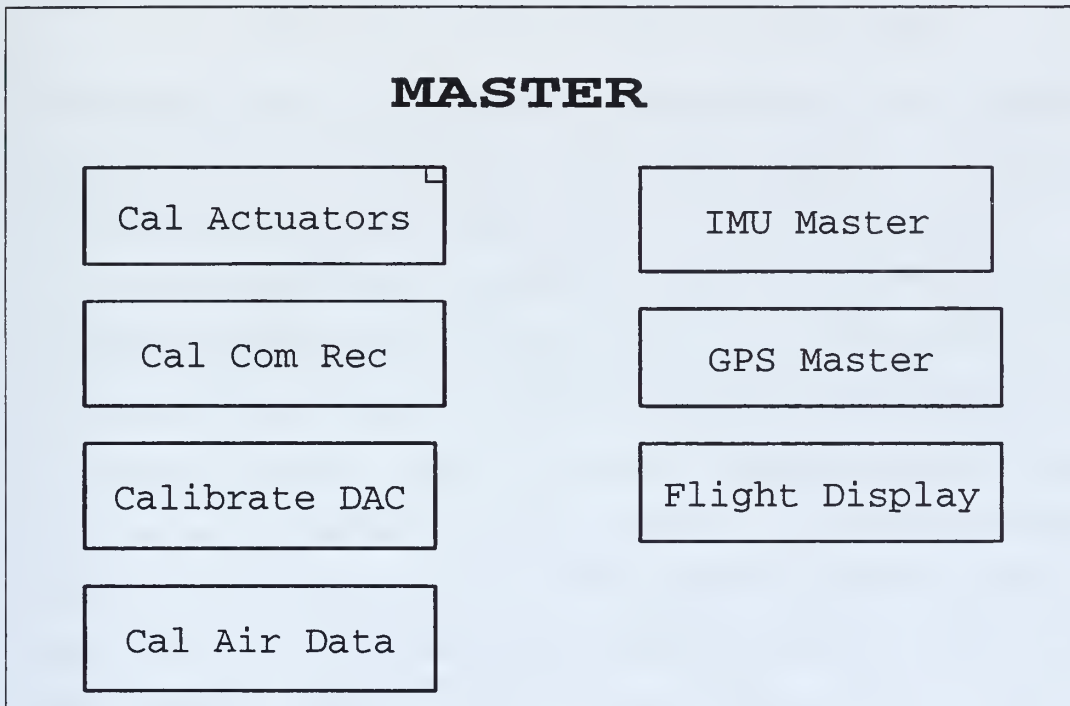 MASTER
Cal Actuators
Cal Com Rec
Calibrate DAC
Cal Air Data
IMU Master
GPS Master
Flight Display